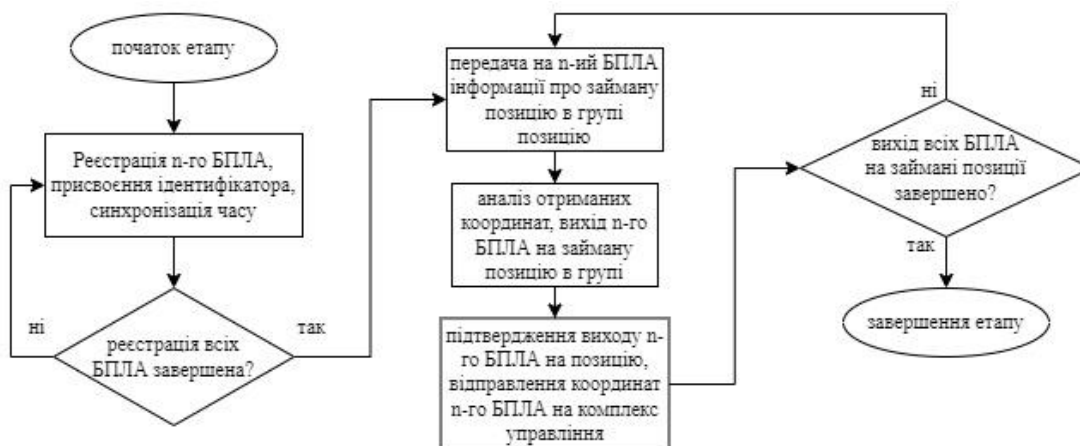 початок етапу
Реєстрація n-го БПЛА,
присвоєння ідентифікатора,
синхронізація часу
ні
так
реєстрація всіх
БПЛА завершена?
передача на n-ий БПЛА
інформації про займану
позицію в групі
позицію
аналіз отриманих
координат, вихід n-го
БПЛА на займану
позицію в групі
підтвердження виходу n-
го БПЛА на позицію,
відправлення координат
n-го БПЛА на комплекс
управління
ні
вихід всіх БПЛА
на займані позиції
завершено?
так
завершення етапу